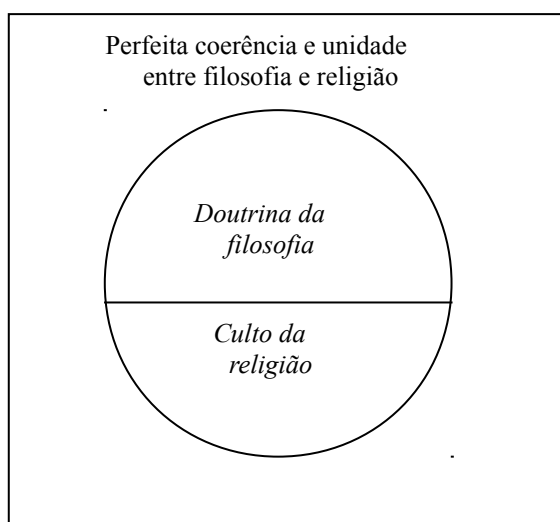 Perfeita coerência e unidade
entre filosofia e religião
Doutrina da
filosofia
Culto da
religião